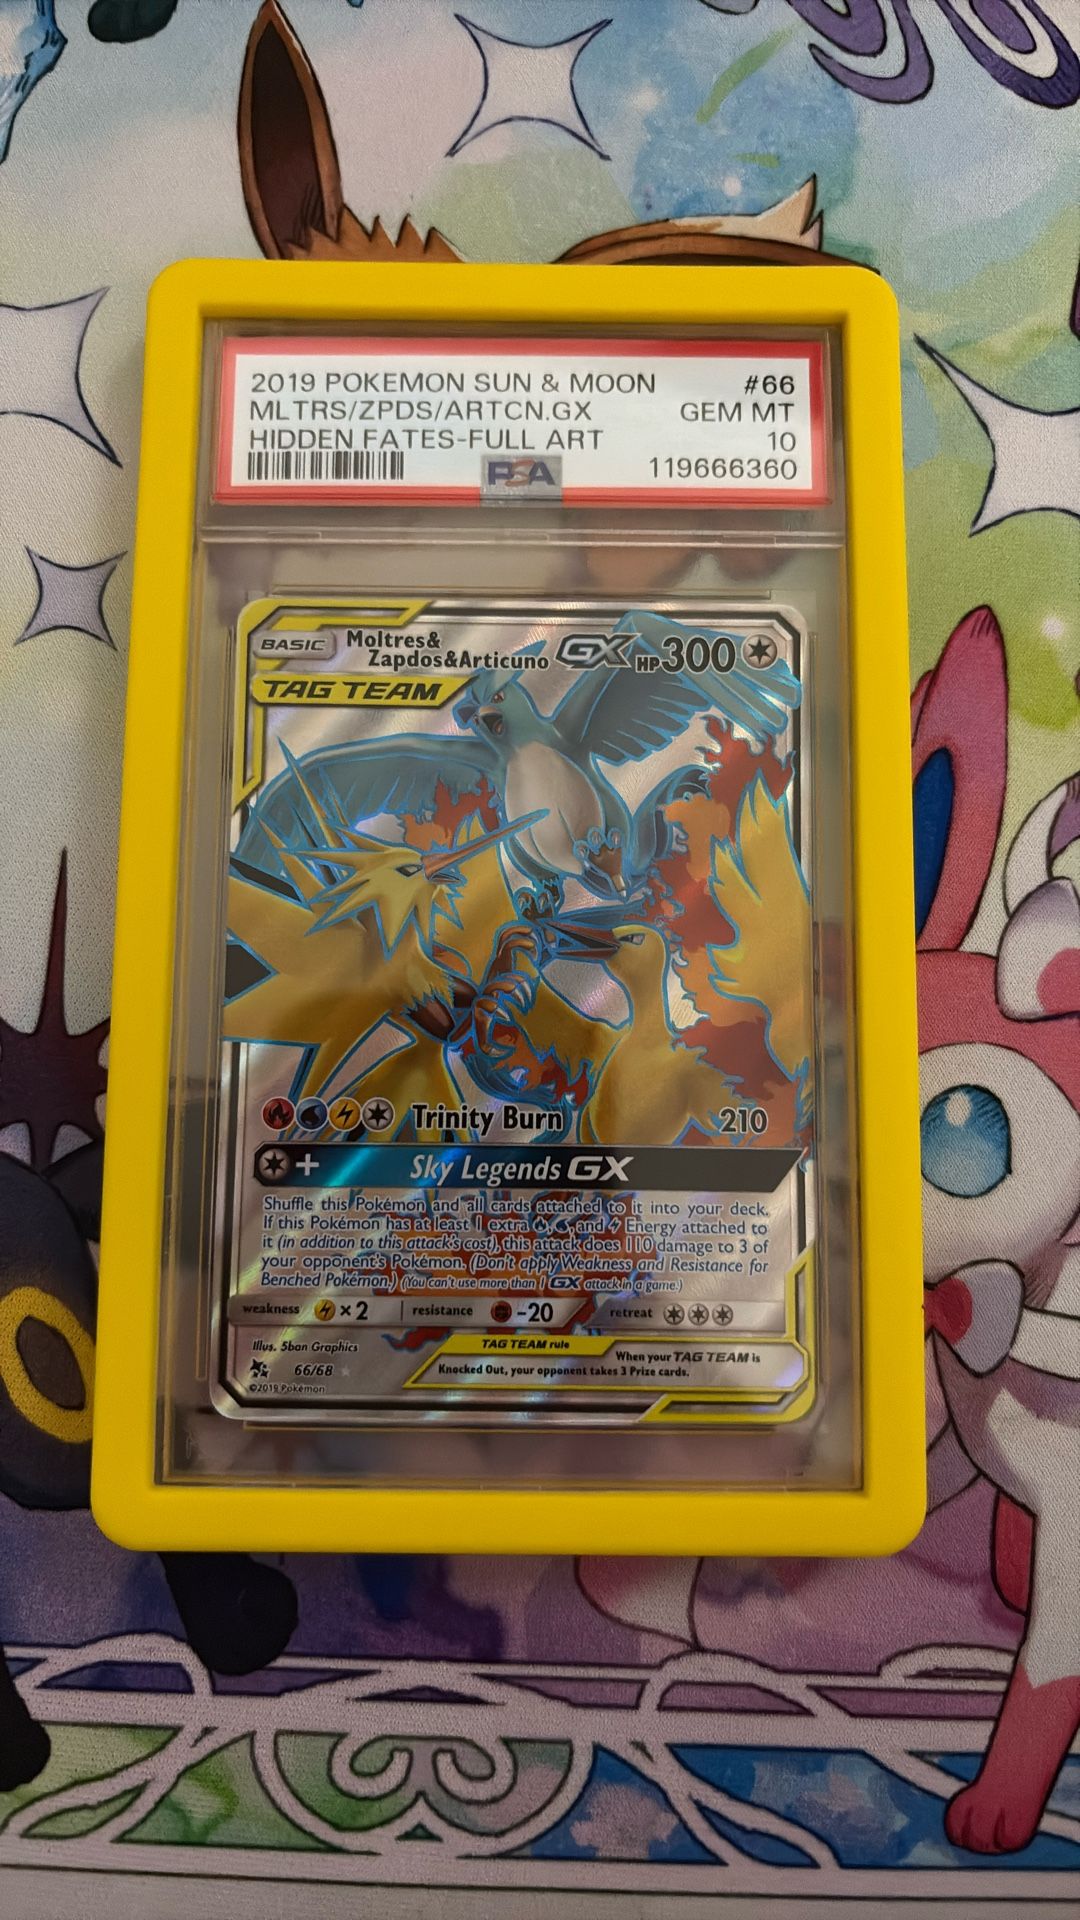 2019 POKEMON SUN & MOON #66
MLTRS/ZPDS/ARTCN.GX GEM MT
HIDDEN FATES-FULL ART 10
PSA 119666360
BASIC Moltres& Zapdos&Articuno GX HP300
TAG TEAM
Trinity Burn 210
+ Sky Legends GX
Shuffle this Pokémon and all cards attached to it into your deck.
If this Pokémon has at least 1 extra , , and Energy attached to
it (in addition to this attack's cost), this attack does 110 damage to 3 of
your opponent's Pokémon. (Don't apply Weakness and Resistance for
Benched Pokémon.) (You can't use more than 1 GX attack in a game.)
weakness ×2 resistance -20 retreat
Illus. 5ban Graphics
66/68
©2019 Pokémon
TAG TEAM rule
When your TAG TEAM is
Knocked Out, your opponent takes 3 Prize cards.